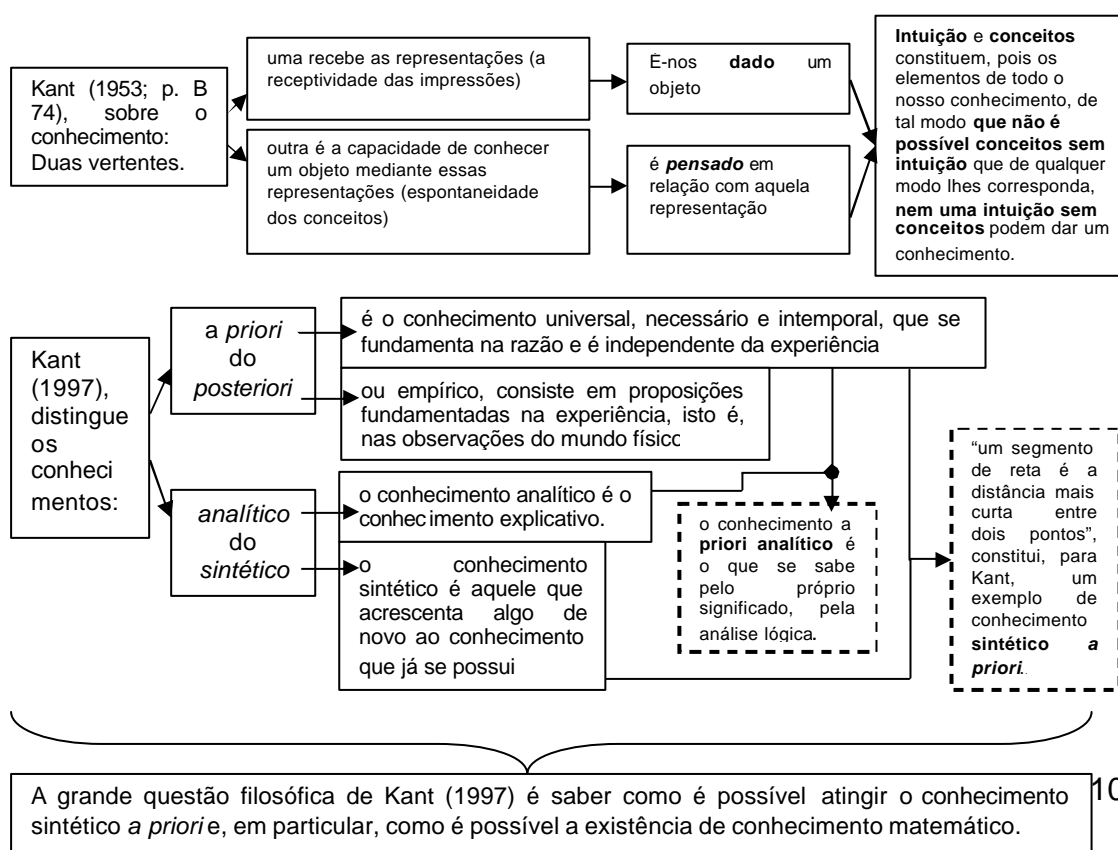 Kant (1953; p. B
74), sobre o
conhecimento:
Duas vertentes.
uma recebe as representações (a
receptividade das impressões)
outra é a capacidade de conhecer
um objeto mediante essas
representações (espontaneidade
dos conceitos)
É-nos dado um
objeto
é pensado em
relação com aquela
representação
Intuição e conceitos
constituem, pois os
elementos de todo o
nosso conhecimento, de
tal modo que não é
possível conceitos sem
intuição que de qualquer
modo lhes corresponda,
nem uma intuição sem
conceitos podem dar um
conhecimento.
Kant
(1997),
distingue
os
conheci
mentos:
a priori
do
posteriori
é o conhecimento universal, necessário e intemporal, que se
fundamenta na razão e é independente da experiência
ou empírico, consiste em proposições
fundamentadas na experiência, isto é,
nas observações do mundo físico
analítico
do
sintético
o conhecimento analítico é o
conhecimento explicativo.
o conhecimento
sintético é aquele que
acrescenta algo de
novo ao conhecimento
que já se possui
o conhecimento a
priori analítico é
o que se sabe
pelo próprio
significado, pela
análise lógica.
“um segmento
de reta é a
distância mais
curta entre
dois pontos”,
constitui, para
Kant, um
exemplo de
conhecimento
sintético a
priori..
A grande questão filosófica de Kant (1997) é saber como é possível atingir o conhecimento
sintético a priori e, em particular, como é possível a existência de conhecimento matemático.
10